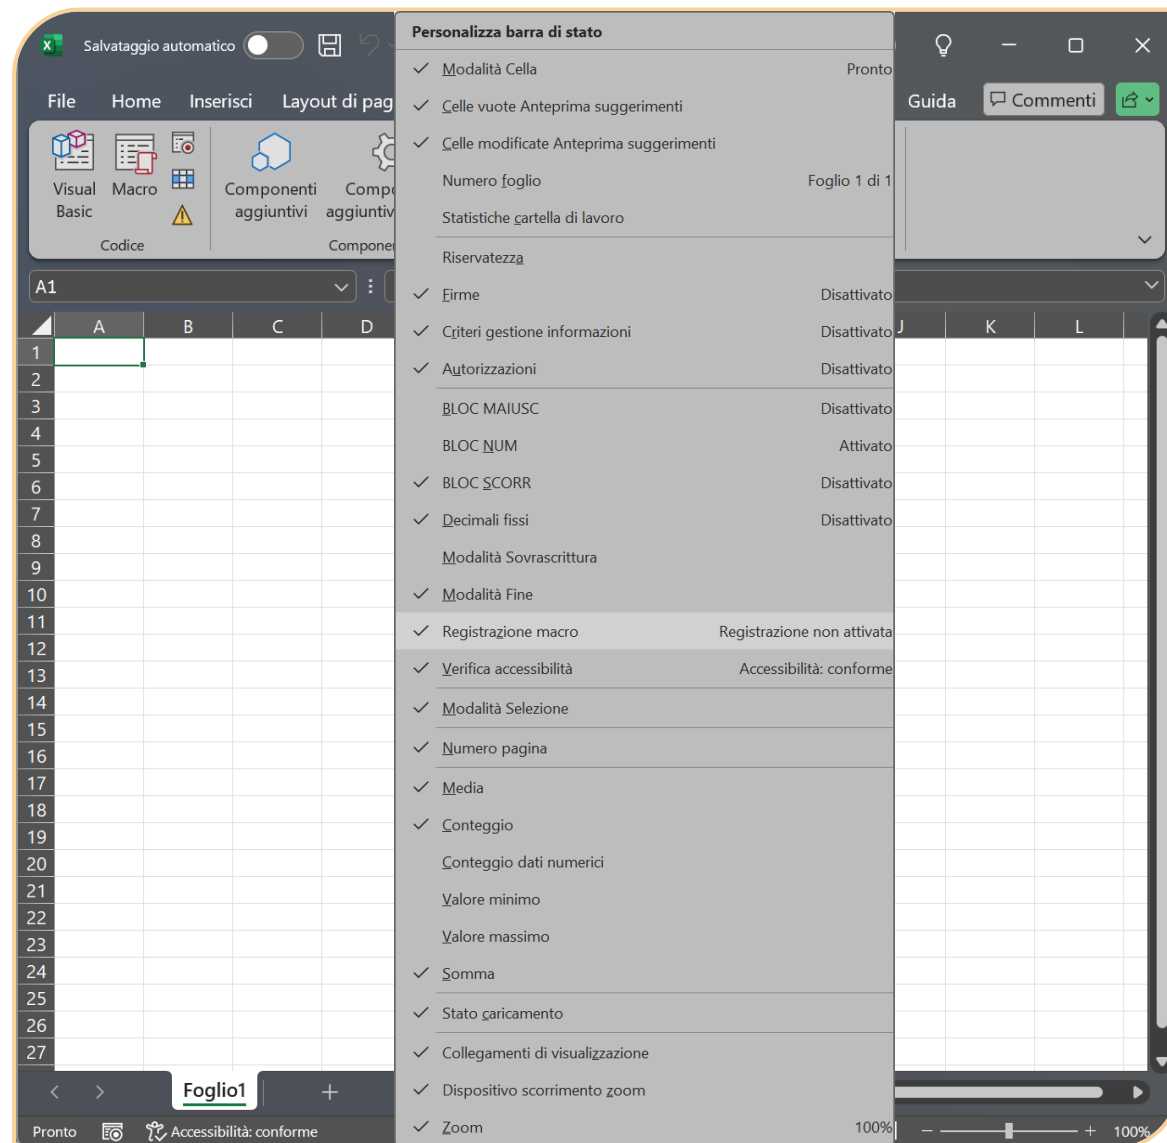 Salvataggio automatico
Personalizza barra di stato
File Home Inserisci Layout di pag Guida Commenti
Visual Basic
Macro
Componenti aggiuntivi
Comp
aggiuntiv
Codice
Compone
A1
A B C D J K L
1
2
3
4
5
6
7
8
9
10
11
12
13
14
15
16
17
18
19
20
21
22
23
24
25
26
27
Modalità Cella Pronto
Celle vuote Anteprima suggerimenti
Celle modificate Anteprima suggerimenti
Numero foglio Foglio 1 di 1
Statistiche cartella di lavoro
Riservatezza
Firme Disattivato
Criteri gestione informazioni Disattivato
Autorizzazioni Disattivato
BLOC MAIUSC Disattivato
BLOC NUM Attivato
BLOC SCORR Disattivato
Decimali fissi Disattivato
Modalità Sovrascrittura
Modalità Fine
Registrazione macro Registrazione non attivata
Verifica accessibilità Accessibilità: conforme
Modalità Selezione
Numero pagina
Media
Conteggio
Conteggio dati numerici
Valore minimo
Valore massimo
Somma
Stato caricamento
Collegamenti di visualizzazione
Dispositivo scorrimento zoom
Zoom 100%
Foglio1
Pronto Accessibilità: conforme 100%